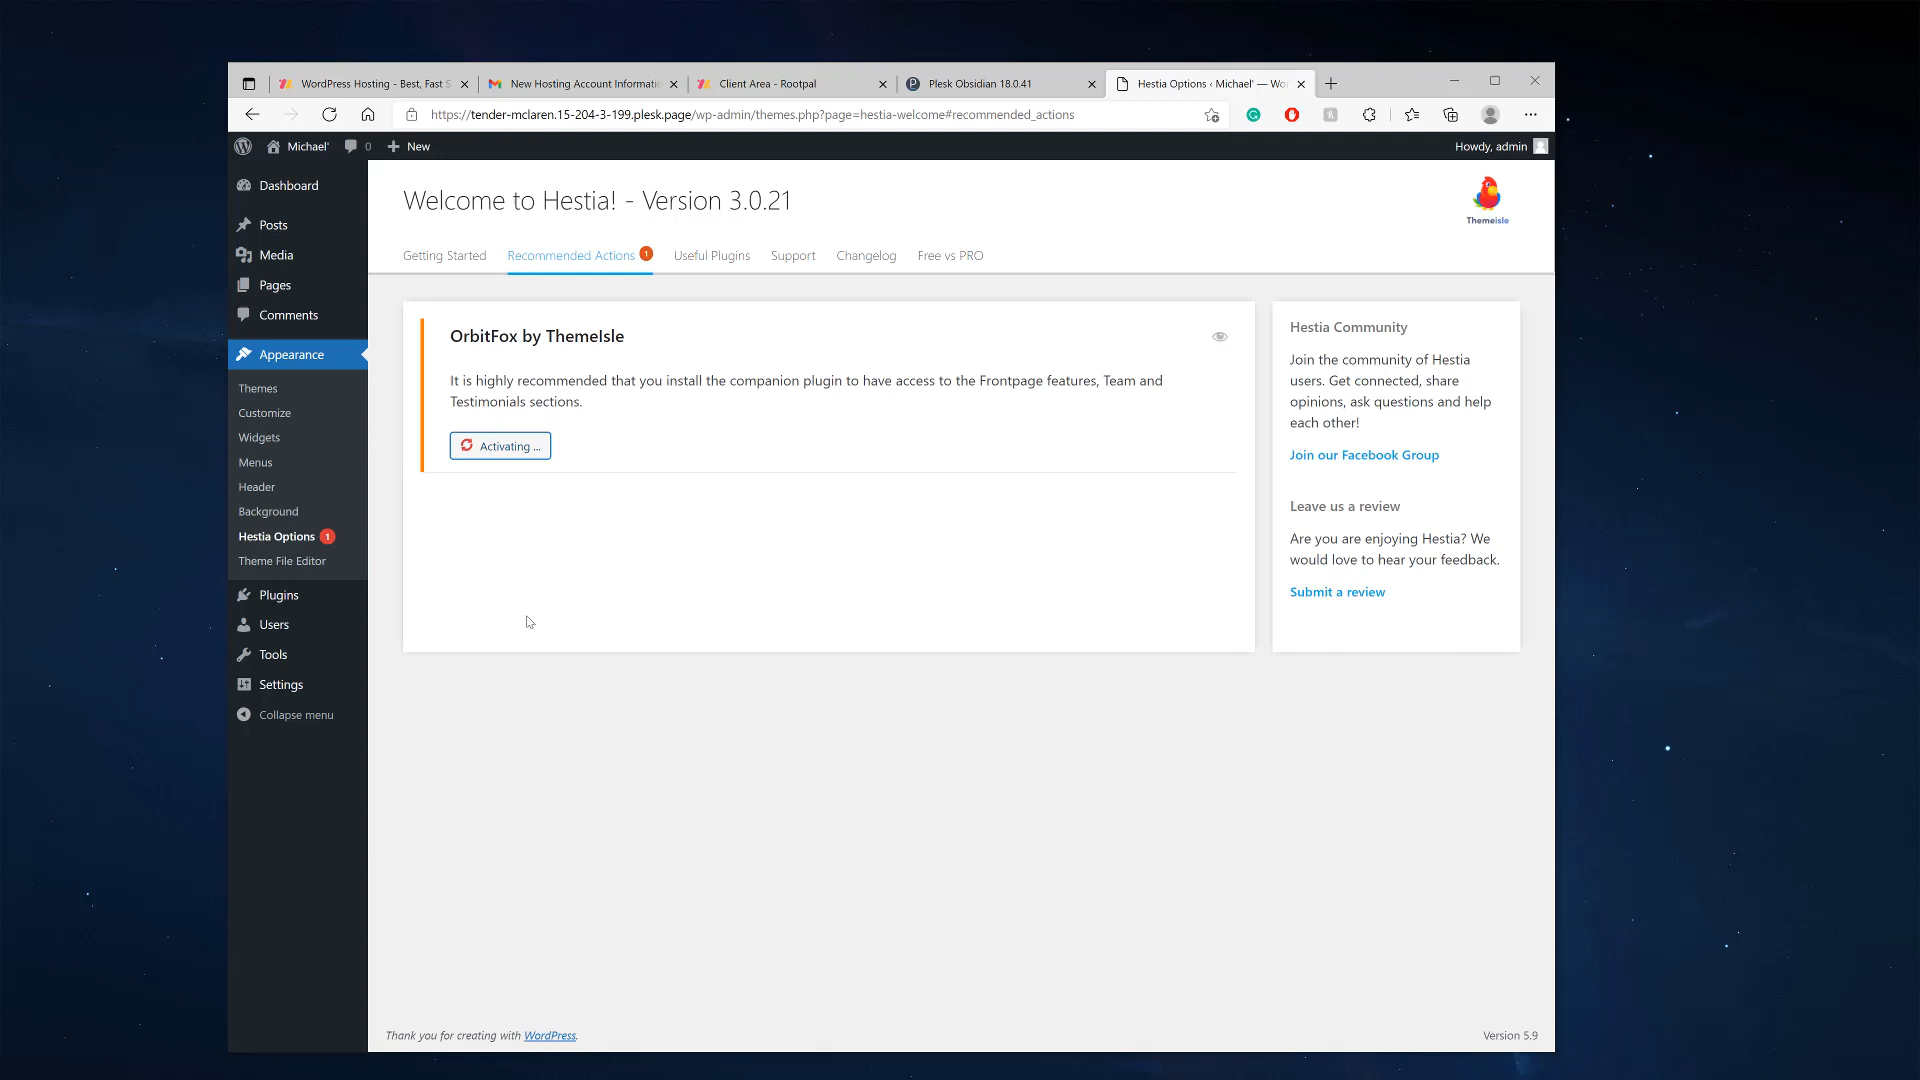 WordPress Hosting - Best, Fast S
New Hosting Account Informatio
Client Area - Rootpal
Plesk Obsidian 18.0.41
Hestia Options ‹ Michael' — Wor
https://tender-mclaren.15-204-3-199.plesk.page/wp-admin/themes.php?page=hestia-welcome#recommended_actions
Michael'
0
New
Howdy, admin
Dashboard
Posts
Media
Pages
Comments
Appearance
Themes
Customize
Widgets
Menus
Header
Background
Hestia Options 1
Theme File Editor
Plugins
Users
Tools
Settings
Collapse menu
Welcome to Hestia! - Version 3.0.21
ThemeIsle
Getting Started
Recommended Actions 1
Useful Plugins
Support
Changelog
Free vs PRO
OrbitFox by ThemeIsle
It is highly recommended that you install the companion plugin to have access to the Frontpage features, Team and
Testimonials sections.
Activating ...
Hestia Community
Join the community of Hestia
users. Get connected, share
opinions, ask questions and help
each other!
Join our Facebook Group
Leave us a review
Are you are enjoying Hestia? We
would love to hear your feedback.
Submit a review
Thank you for creating with WordPress.
Version 5.9